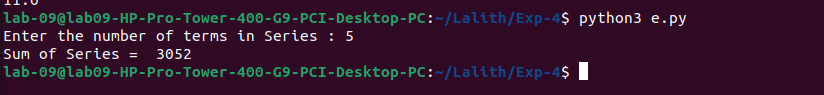 11.0
lab-09@lab09-HP-Pro-Tower-400-G9-PCI-Desktop-PC:~/Lalith/Exp-4$ python3 e.py
Enter the number of terms in Series : 5
Sum of Series =  3052
lab-09@lab09-HP-Pro-Tower-400-G9-PCI-Desktop-PC:~/Lalith/Exp-4$